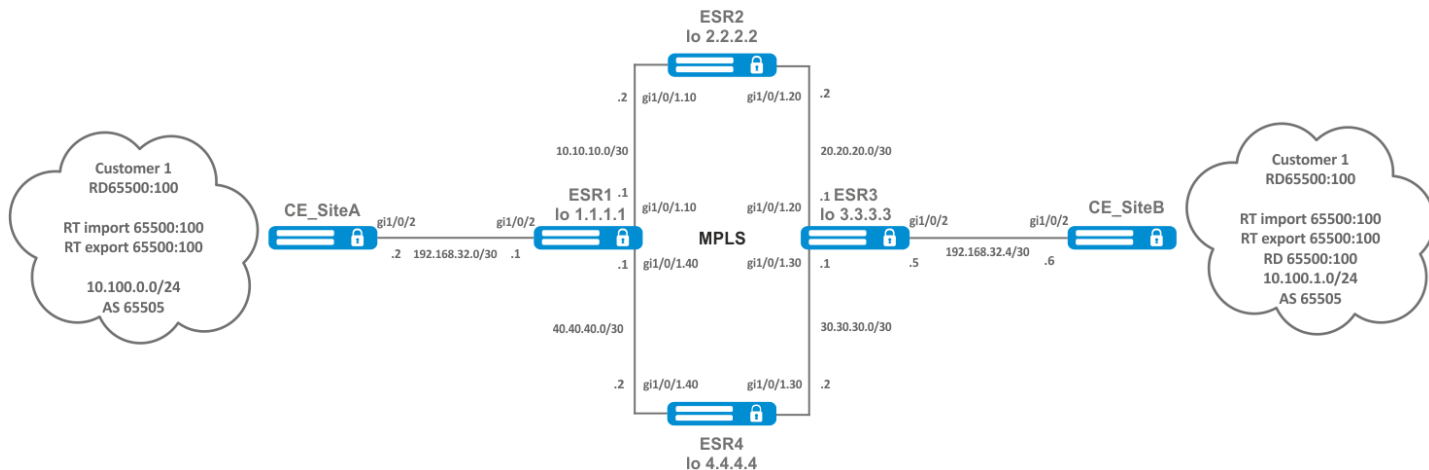 ESR2
lo 2.2.2.2
.2
gi1/0/1.10
gi1/0/1.20
.2
10.10.10.0/30
20.20.20.0/30
Customer 1
RD65500:100
RT import 65500:100
RT export 65500:100
10.100.0.0/24
AS 65505
CE_SiteA
gi1/0/2
.2
192.168.32.0/30
.1
gi1/0/2
ESR1
lo 1.1.1.1
.1
gi1/0/1.10
.1
gi1/0/1.40
MPLS
gi1/0/1.20
.1
gi1/0/1.30
.1
ESR3
lo 3.3.3.3
gi1/0/2
.5
192.168.32.4/30
.6
gi1/0/2
CE_SiteB
Customer 1
RD65500:100
RT import 65500:100
RT export 65500:100
RD 65500:100
10.100.1.0/24
AS 65505
40.40.40.0/30
30.30.30.0/30
.2
gi1/0/1.40
gi1/0/1.30
.2
ESR4
lo 4.4.4.4